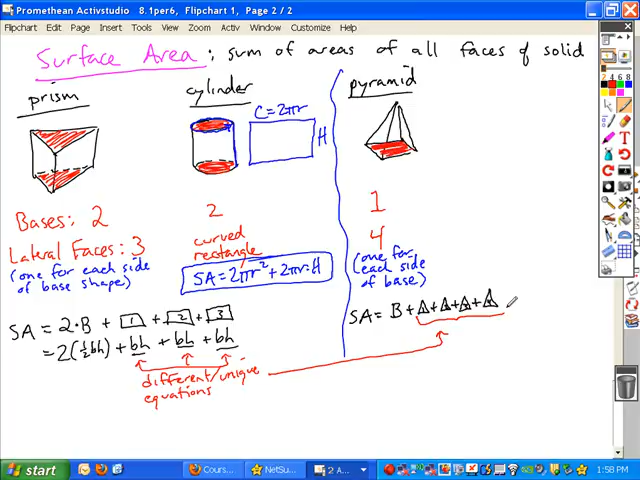 Promethean Activstudio - 8.1per6, Flipchart 1, Page 2 / 2
Flipchart Edit Page Insert Tools View Activ Window Customize Help
Surface Area ; sum of areas of all faces of solid
prism
cylinder
pyramid
C=2πr
H
Bases: 2
2
1
Lateral Faces: 3
(one for each side
of base shape)
curved
rectangle
SA=2πr²+2πr·H
4
(one for
each side
of base)
SA = 2·B + 1 + 2 + 3
=2(½bh) + bh + bh + bh
different/unique
equations
SA= B+△+△+△+△
start
Cours...
NetSu...
2 A...
1:58 PM